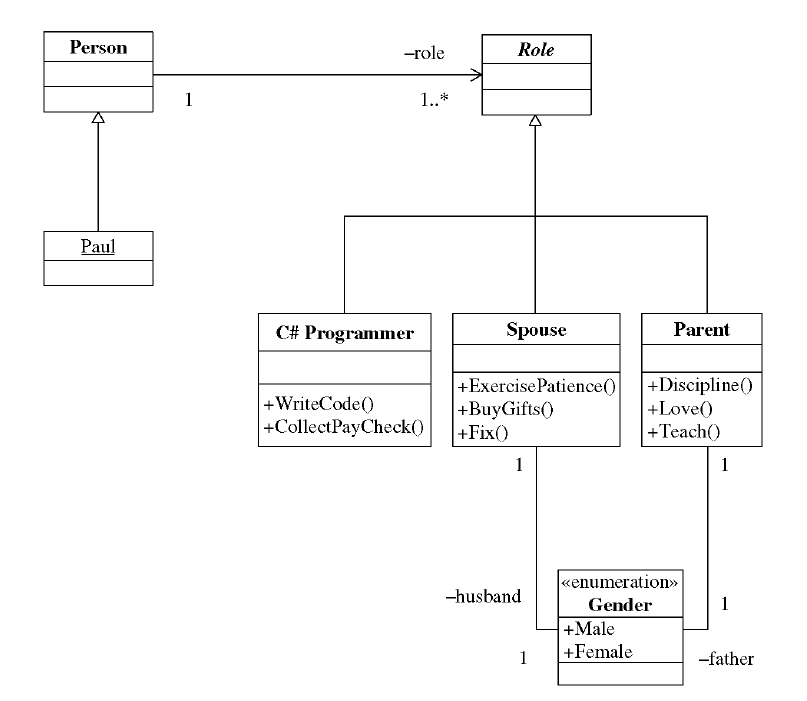 Person
Role
–role
1
1..*
Paul
C# Programmer
+WriteCode()
+CollectPayCheck()
Spouse
+ExercisePatience()
+BuyGifts()
+Fix()
Parent
+Discipline()
+Love()
+Teach()
1
1
–husband
1
«enumeration»
Gender
+Male
+Female
1
–father